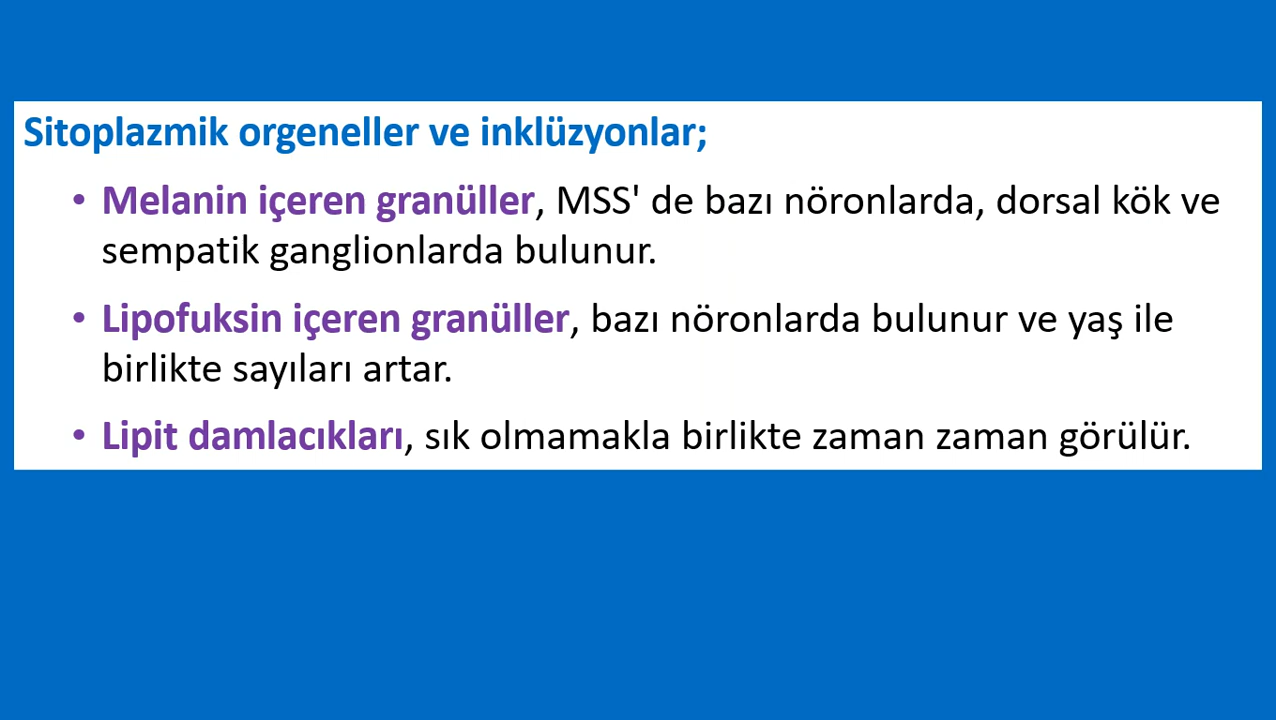 Sitoplazmik orgeneller ve inklüzyonlar;
• Melanin içeren granüller, MSS' de bazı nöronlarda, dorsal kök ve
sempatik ganglionlarda bulunur.
• Lipofuksin içeren granüller, bazı nöronlarda bulunur ve yaş ile
birlikte sayıları artar.
• Lipit damlacıkları, sık olmamakla birlikte zaman zaman görülür.